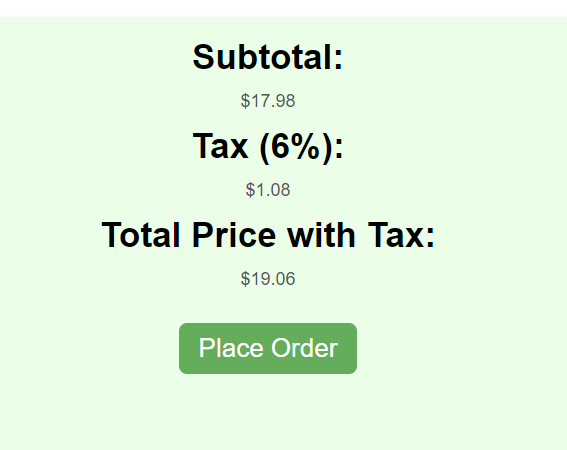 Subtotal:
$17.98
Tax (6%):
$1.08
Total Price with Tax:
$19.06
Place Order